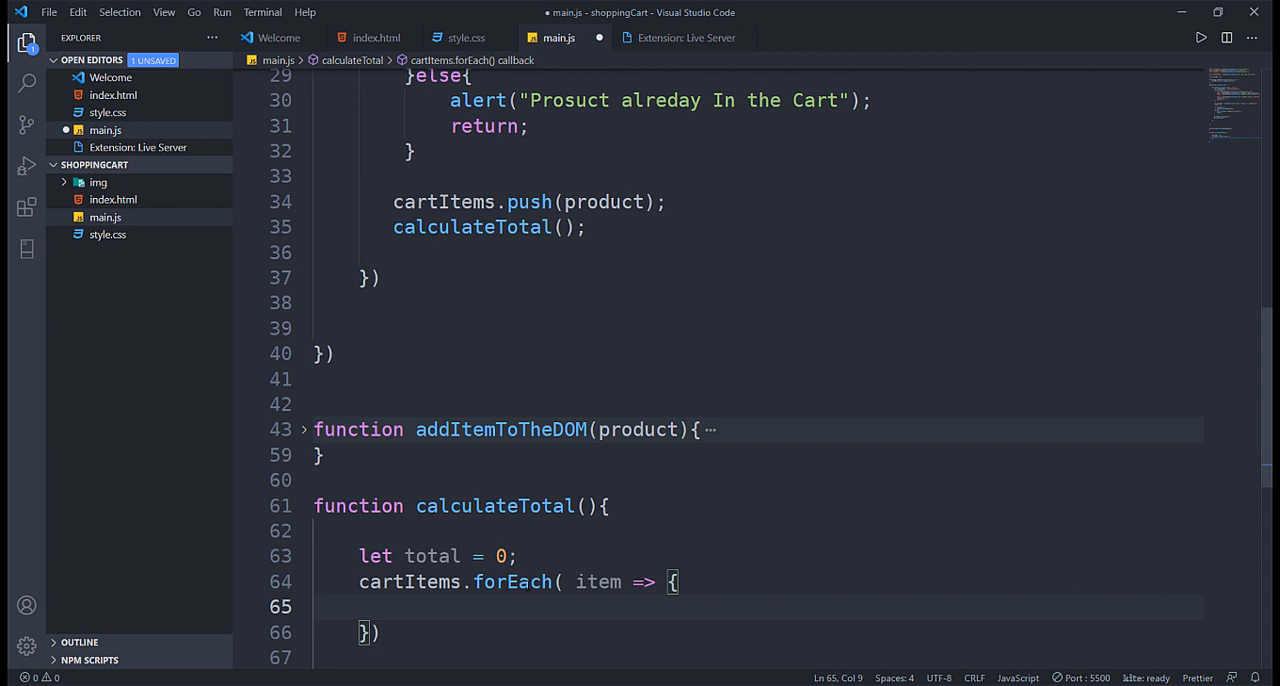 File Edit Selection View Go Run Terminal Help
● main.js - shoppingCart - Visual Studio Code
EXPLORER
Welcome index.html style.css main.js Extension: Live Server
OPEN EDITORS 1 UNSAVED
Welcome
index.html
style.css
main.js
Extension: Live Server
SHOPPINGCART
img
index.html
main.js
style.css
OUTLINE
NPM SCRIPTS
main.js > calculateTotal > cartItems.forEach() callback
29 }else{
30 alert("Prosuct alreday In the Cart");
31 return;
32 }
33
34 cartItems.push(product);
35 calculateTotal();
36
37 })
38
39
40 })
41
42
43 function addItemToTheDOM(product){ ⋯
59 }
60
61 function calculateTotal(){
62
63 let total = 0;
64 cartItems.forEach( item => {
65
66 })
67
0 0 Ln 65, Col 9 Spaces: 4 UTF-8 CRLF JavaScript Port : 5500 kite: ready Prettier